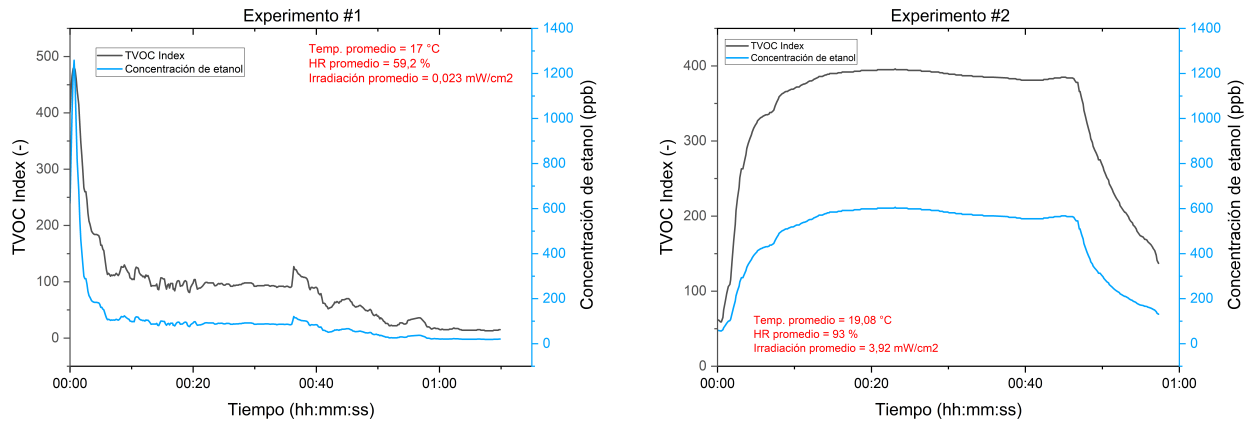 Experimento #1
TVOC Index
Concentración de etanol
Temp. promedio = 17 °C
HR promedio = 59,2 %
Irradiación promedio = 0,023 mW/cm2
TVOC Index (-)
500
400
300
200
100
0
Concentración de etanol (ppb)
1400
1200
1000
800
600
400
200
0
00:00
00:20
00:40
01:00
Tiempo (hh:mm:ss)
Experimento #2
TVOC Index
Concentración de etanol
Temp. promedio = 19,08 °C
HR promedio = 93 %
Irradiación promedio = 3,92 mW/cm2
TVOC Index (-)
400
300
200
100
0
Concentración de etanol (ppb)
1400
1200
1000
800
600
400
200
0
00:00
00:20
00:40
01:00
Tiempo (hh:mm:ss)